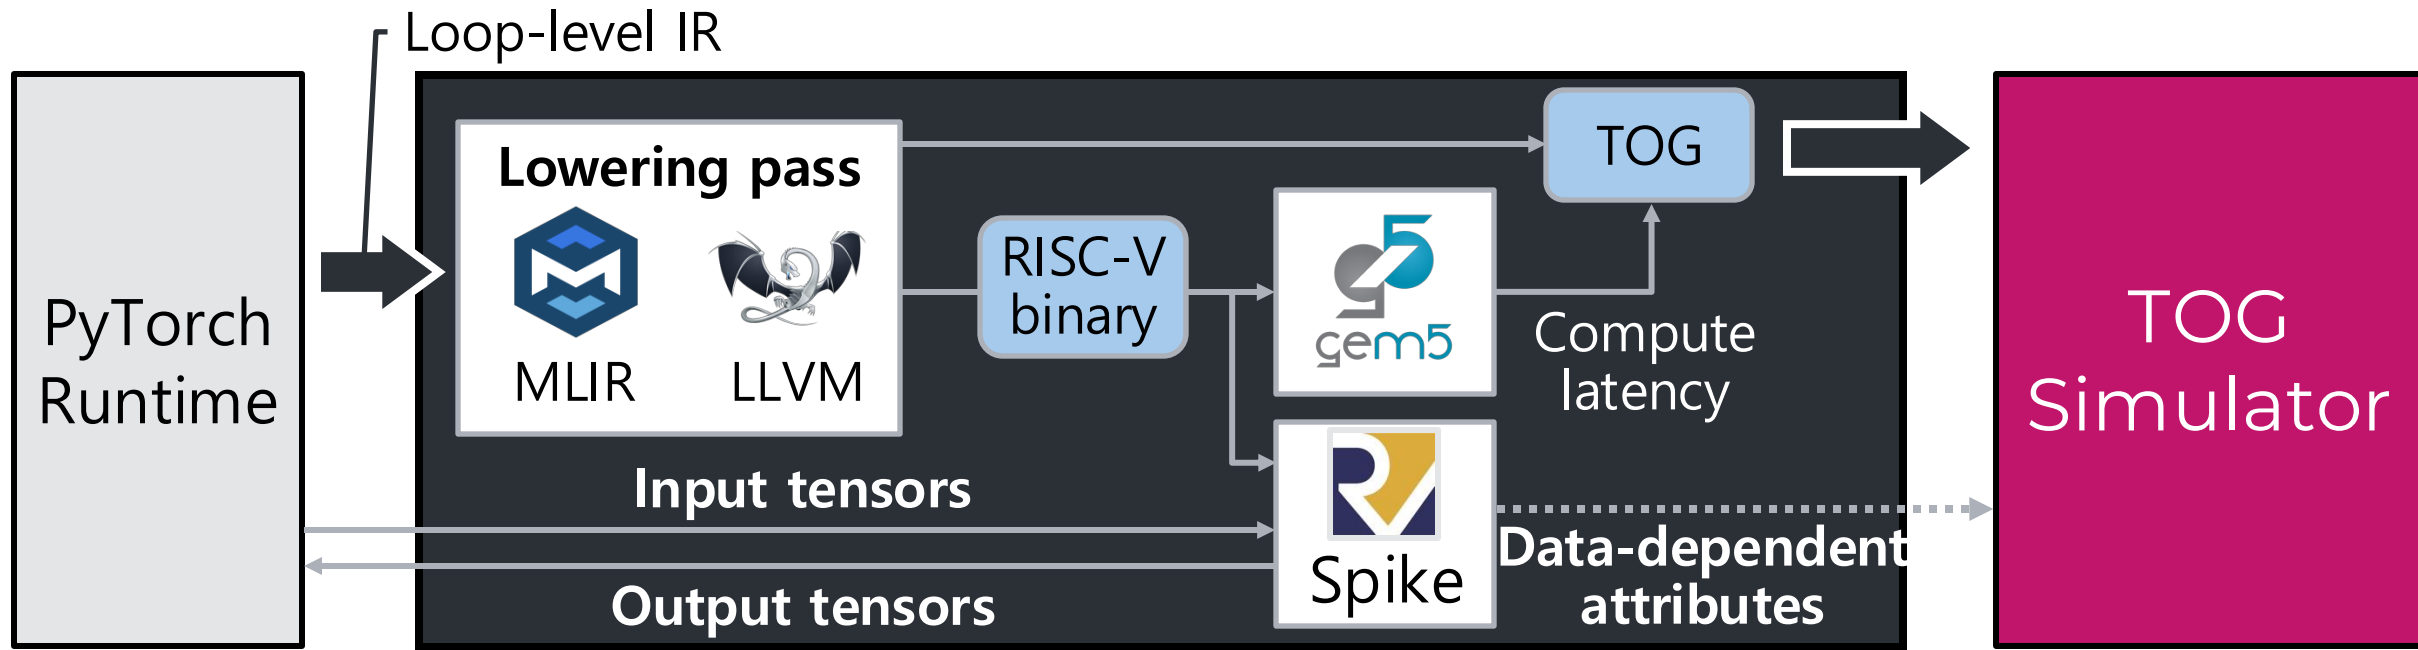 Loop-level IR
PyTorch
Runtime
Lowering pass
MLIR
LLVM
RISC-V
binary
gem5
TOG
Compute
latency
Input tensors
Output tensors
Spike
Data-dependent
attributes
TOG
Simulator